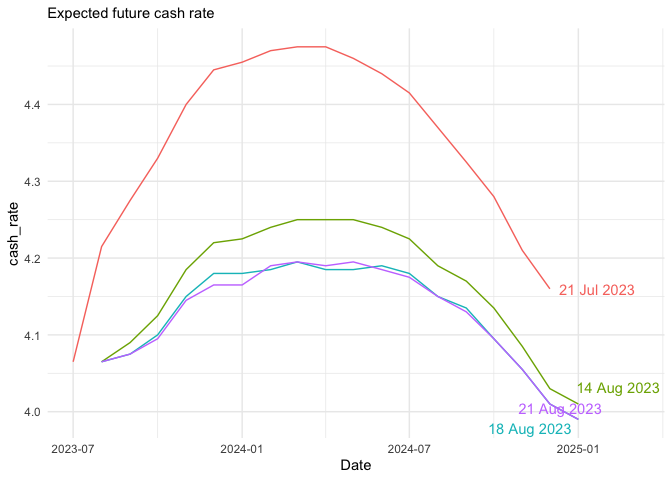 Expected future cash rate
cash_rate
4.4
4.3
4.2
4.1
4.0
21 Jul 2023
14 Aug 2023
21 Aug 2023
18 Aug 2023
2023-07
2024-01
2024-07
2025-01
Date